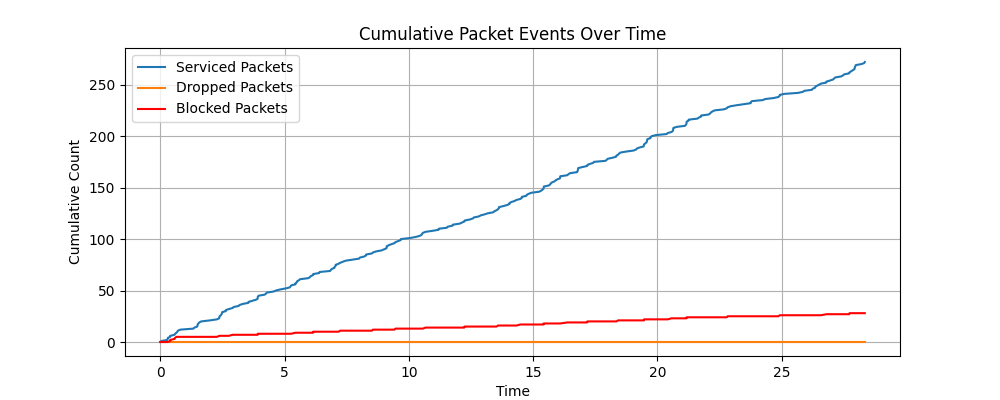 Cumulative Packet Events Over Time
Serviced Packets
Dropped Packets
Blocked Packets
Cumulative Count
250
200
150
100
50
0
0 5 10 15 20 25
Time